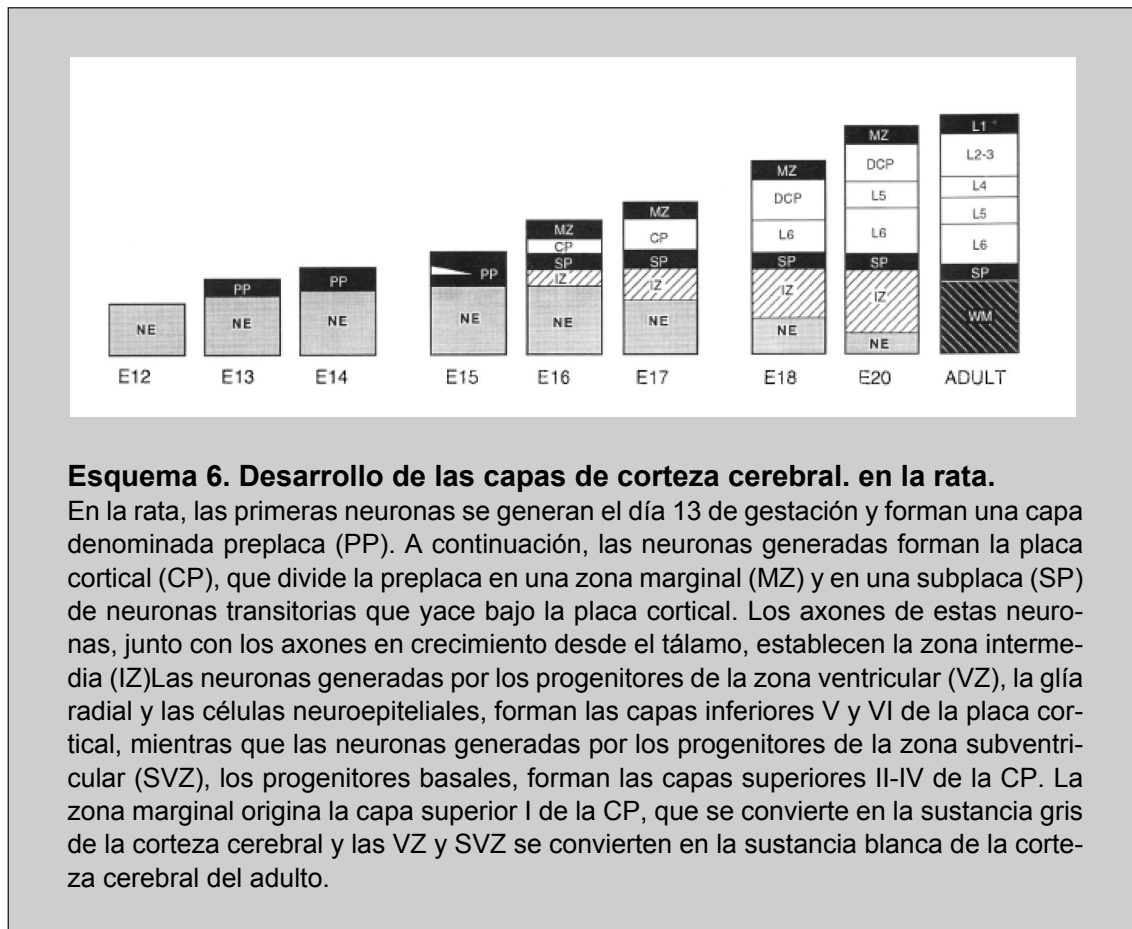 MZ
DCP
L6
SP
IZ
NE
MZ
DCP
L5
L6
SP
IZ
NE
L1
L2-3
L4
L5
L6
SP
WM
PP
NE
PP
NE
PP
NE
MZ
CP
SP
IZ
NE
MZ
CP
SP
IZ
NE
NE
E12 E13 E14 E15 E16 E17 E18 E20 ADULT
Esquema 6. Desarrollo de las capas de corteza cerebral. en la rata.
En la rata, las primeras neuronas se generan el día 13 de gestación y forman una capa
denominada preplaca (PP). A continuación, las neuronas generadas forman la placa
cortical (CP), que divide la preplaca en una zona marginal (MZ) y en una subplaca (SP)
de neuronas transitorias que yace bajo la placa cortical. Los axones de estas neuro-
nas, junto con los axones en crecimiento desde el tálamo, establecen la zona interme-
dia (IZ)Las neuronas generadas por los progenitores de la zona ventricular (VZ), la glía
radial y las células neuroepiteliales, forman las capas inferiores V y VI de la placa cor-
tical, mientras que las neuronas generadas por los progenitores de la zona subventri-
cular (SVZ), los progenitores basales, forman las capas superiores II-IV de la CP. La
zona marginal origina la capa superior I de la CP, que se convierte en la sustancia gris
de la corteza cerebral y las VZ y SVZ se convierten en la sustancia blanca de la corte-
za cerebral del adulto.